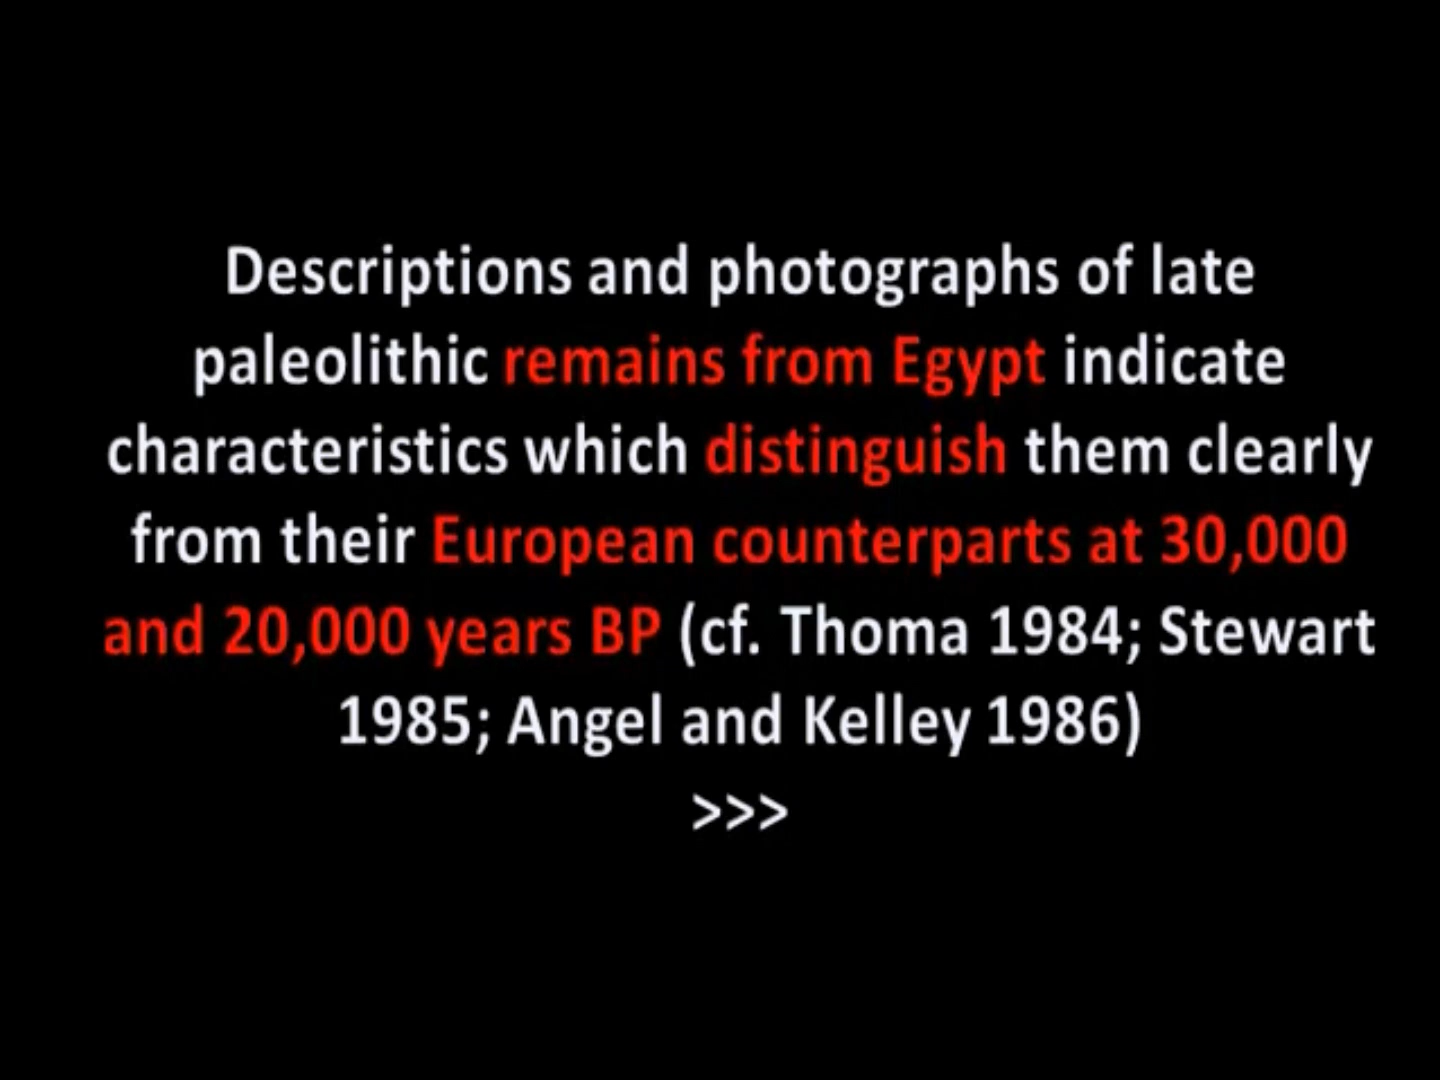 Descriptions and photographs of late
paleolithic remains from Egypt indicate
characteristics which distinguish them clearly
from their European counterparts at 30,000
and 20,000 years BP (cf. Thoma 1984; Stewart
1985; Angel and Kelley 1986)
>>>